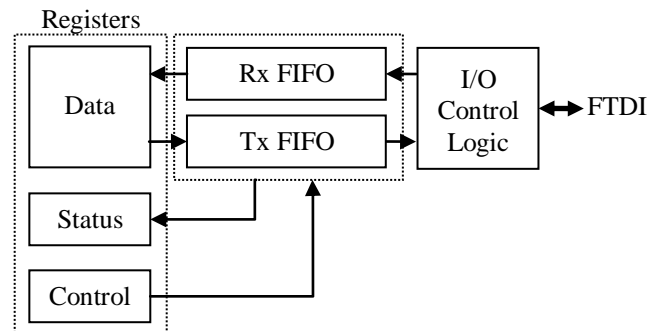 Registers
Data
Rx FIFO
Tx FIFO
I/O
Control
Logic
FTDI
Status
Control